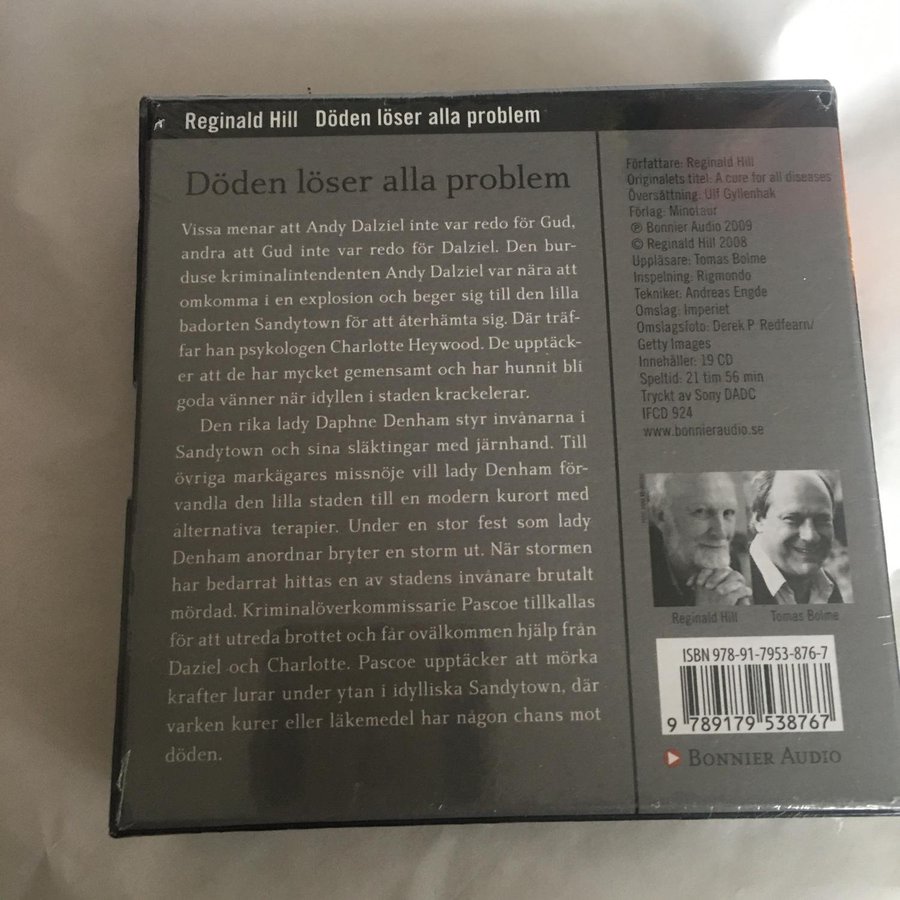 Reginald Hill Döden löser alla problem
Döden löser alla problem
Vissa menar att Andy Dalziel inte var redo för Gud,
andra att Gud inte var redo för Dalziel. Den bur-
duse kriminalintendenten Andy Dalziel var nära att
omkomma i en explosion och beger sig till den lilla
badorten Sandytown för att återhämta sig. Där träf-
far han psykologen Charlotte Heywood. De upptäck-
er att de har mycket gemensamt och har hunnit bli
goda vänner när idyllen i staden krackelerar.
Den rika lady Daphne Denham styr invånarna i
Sandytown och sina släktingar med järnhand. Till
övriga markägares missnöje vill lady Denham för-
vandla den lilla staden till en modern kurort med
alternativa terapier. Under en stor fest som lady
Denham anordnar bryter en storm ut. När stormen
har bedarrat hittas en av stadens invånare brutalt
mördad. Kriminalöverkommissarie Pascoe tillkallas
för att utreda brottet och får ovälkommen hjälp från
Daziel och Charlotte. Pascoe upptäcker att mörka
krafter lurar under ytan i idylliska Sandytown, där
varken kurer eller läkemedel har någon chans mot
döden.
Författare: Reginald Hill
Originalets titel: A cure for all diseases
Översättning: Ulf Gyllenhak
Förlag: Minotaur
℗ Bonnier Audio 2009
© Reginald Hill 2008
Uppläsare: Tomas Bolme
Inspelning: Rigmondo
Tekniker: Andreas Engde
Omslag: Imperiet
Omslagsfoto: Derek P. Redfearn/
Getty Images
Innehåller: 19 CD
Speltid: 21 tim 56 min
Tryckt av Sony DADC
IFCD 924
www.bonnieraudio.se
Reginald Hill Tomas Bolme
ISBN 978-91-7953-876-7
9 789179 538767
Bonnier Audio